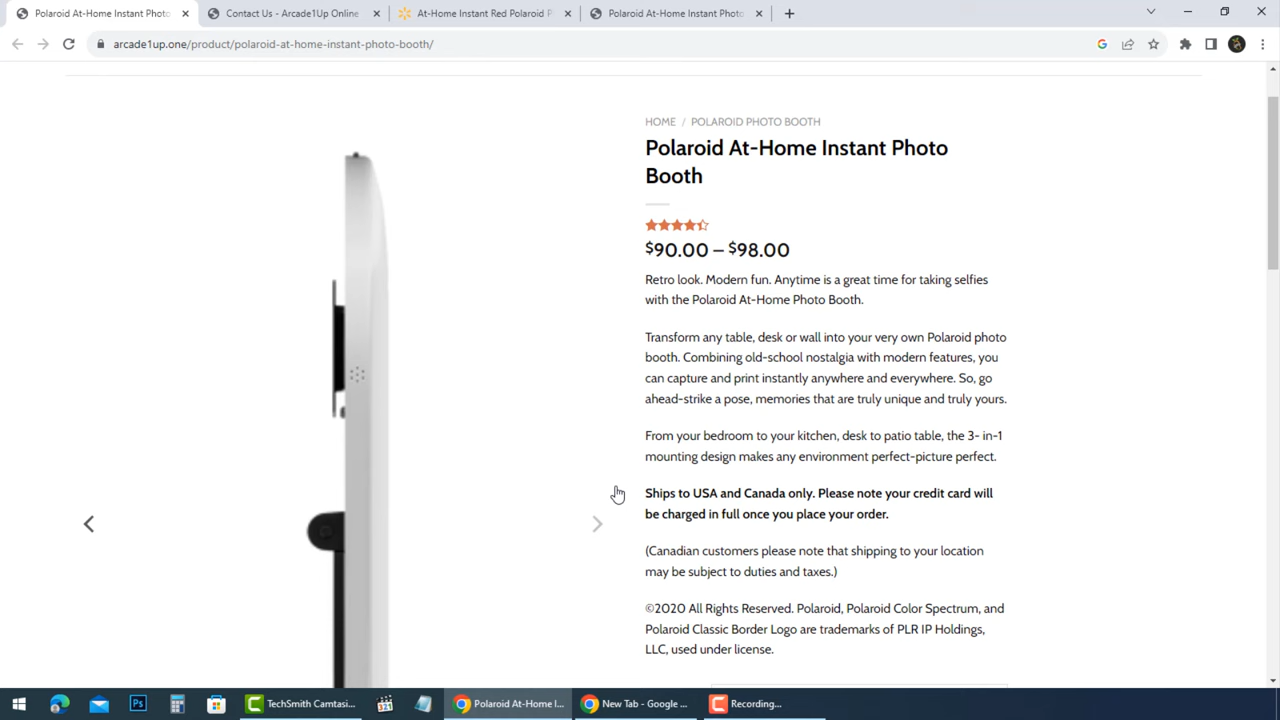 Polaroid At-Home Instant Photo
Contact Us - Arcade1Up Online
At-Home Instant Red Polaroid P
Polaroid At-Home Instant Photo
arcade1up.one/product/polaroid-at-home-instant-photo-booth/
HOME / POLAROID PHOTO BOOTH
Polaroid At-Home Instant Photo
Booth
$90.00 – $98.00
Retro look. Modern fun. Anytime is a great time for taking selfies
with the Polaroid At-Home Photo Booth.
Transform any table, desk or wall into your very own Polaroid photo
booth. Combining old-school nostalgia with modern features, you
can capture and print instantly anywhere and everywhere. So, go
ahead-strike a pose, memories that are truly unique and truly yours.
From your bedroom to your kitchen, desk to patio table, the 3- in-1
mounting design makes any environment perfect-picture perfect.
Ships to USA and Canada only. Please note your credit card will
be charged in full once you place your order.
(Canadian customers please note that shipping to your location
may be subject to duties and taxes.)
©2020 All Rights Reserved. Polaroid, Polaroid Color Spectrum, and
Polaroid Classic Border Logo are trademarks of PLR IP Holdings,
LLC, used under license.
TechSmith Camtasi...
Polaroid At-Home I...
New Tab - Google ...
Recording...